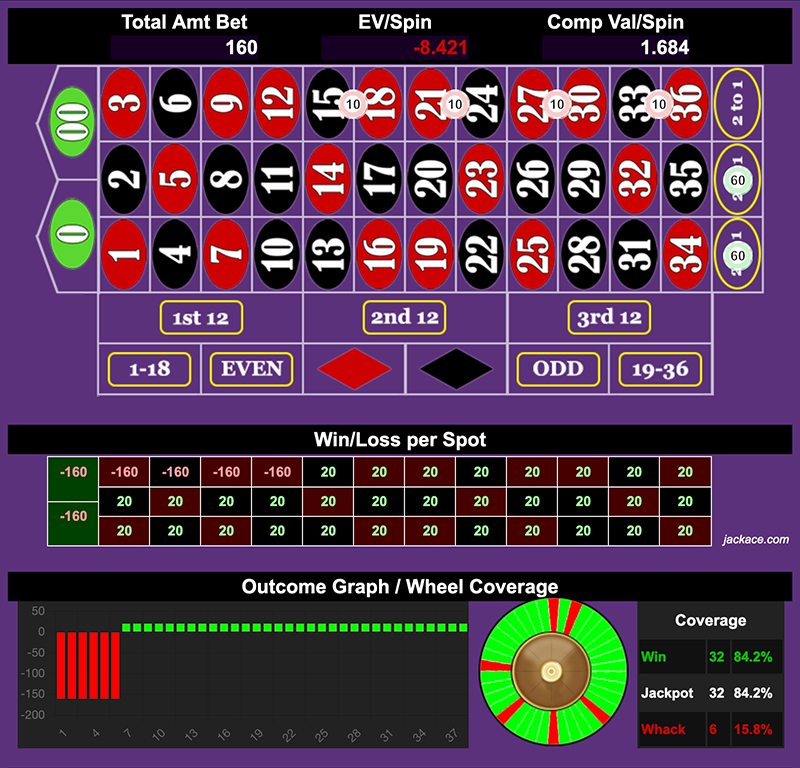 Total Amt Bet EV/Spin Comp Val/Spin
160 -8.421 1.684
00 3 6 9 12 15 10 18 21 10 24 27 10 30 33 10 36 2 to 1
2 5 8 11 14 17 20 23 26 29 32 35 60
0 1 4 7 10 13 16 19 22 25 28 31 34 60
1st 12 2nd 12 3rd 12
1-18 EVEN ODD 19-36
Win/Loss per Spot
-160 -160 -160 -160 -160 20 20 20 20 20 20 20 20
20 20 20 20 20 20 20 20 20 20 20 20
-160 20 20 20 20 20 20 20 20 20 20 20 20
jackace.com
Outcome Graph / Wheel Coverage
50
0
-50
-100
-150
-200
1 4 7 10 13 16 19 22 25 28 31 34 37
Coverage
Win 32 84.2%
Jackpot 32 84.2%
Whack 6 15.8%